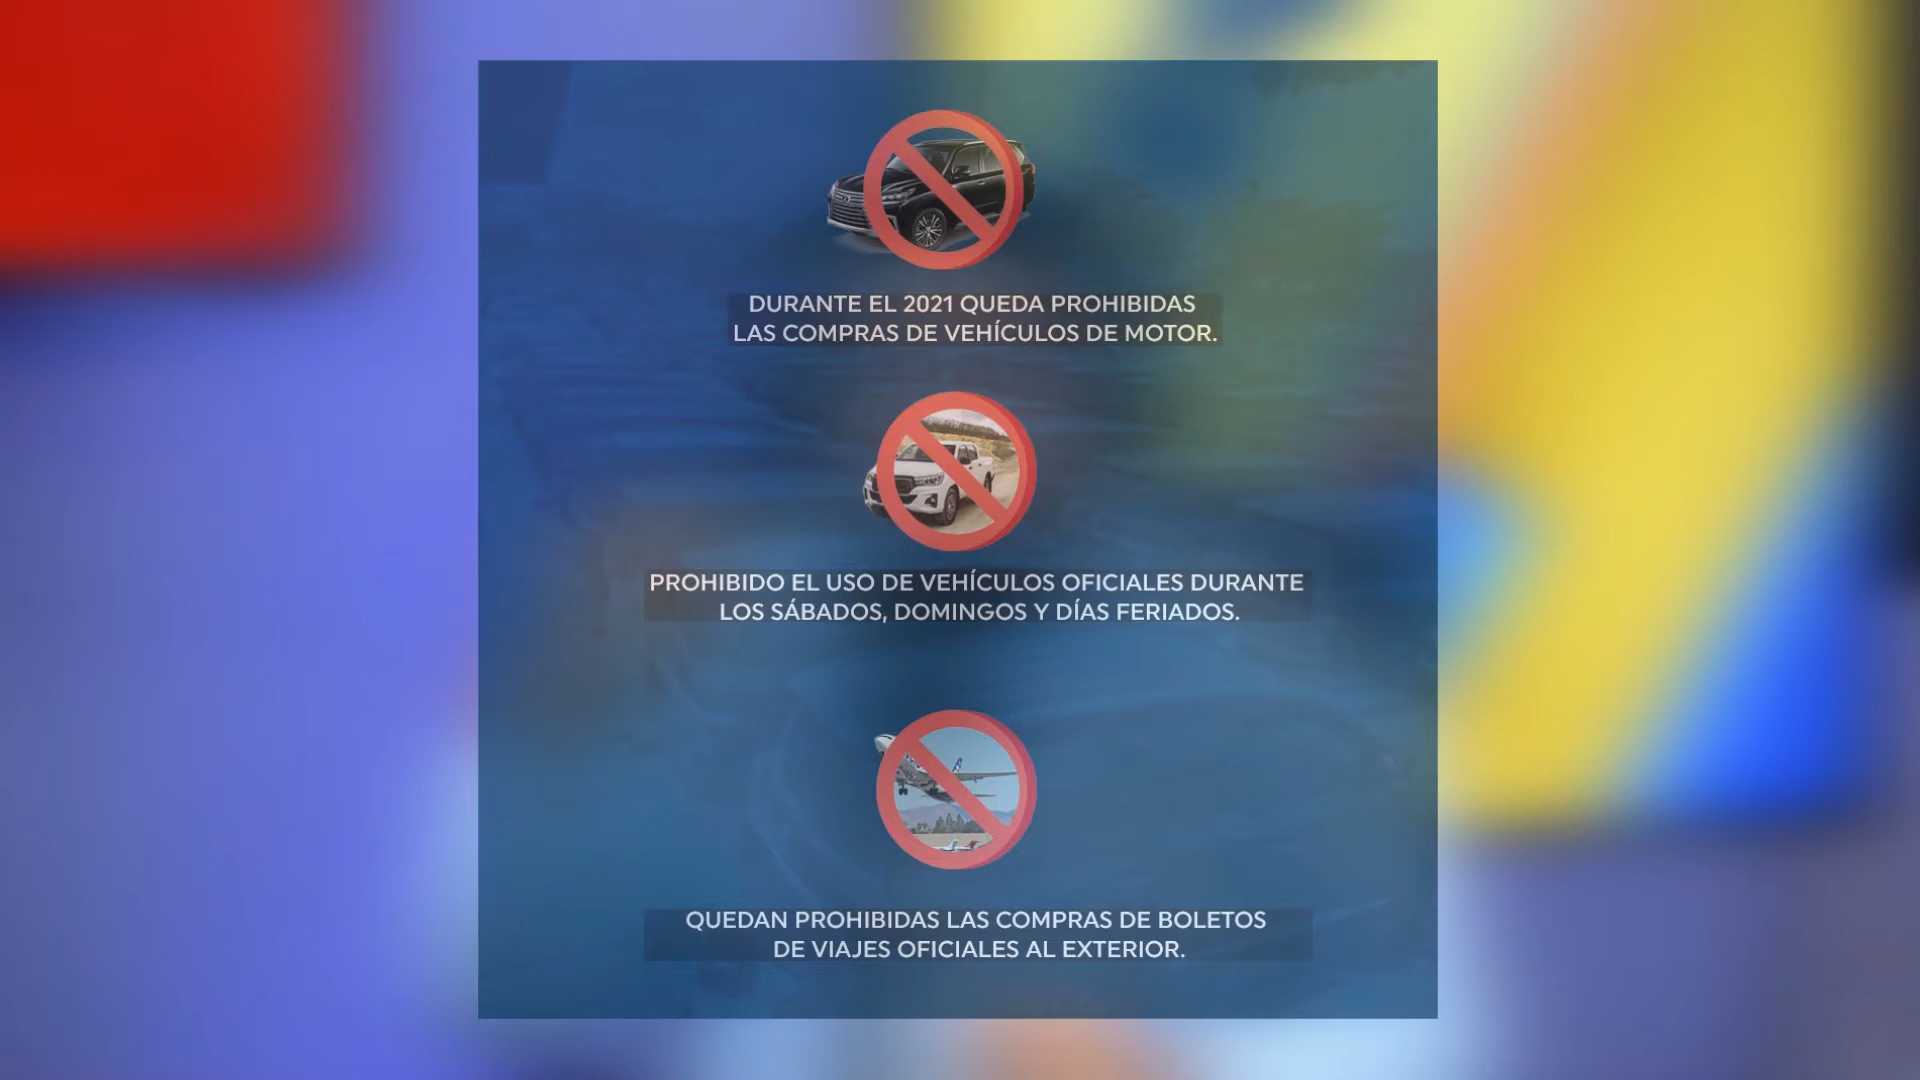 DURANTE EL 2021 QUEDA PROHIBIDAS
LAS COMPRAS DE VEHÍCULOS DE MOTOR.
PROHIBIDO EL USO DE VEHÍCULOS OFICIALES DURANTE
LOS SÁBADOS, DOMINGOS Y DÍAS FERIADOS.
QUEDAN PROHIBIDAS LAS COMPRAS DE BOLETOS
DE VIAJES OFICIALES AL EXTERIOR.